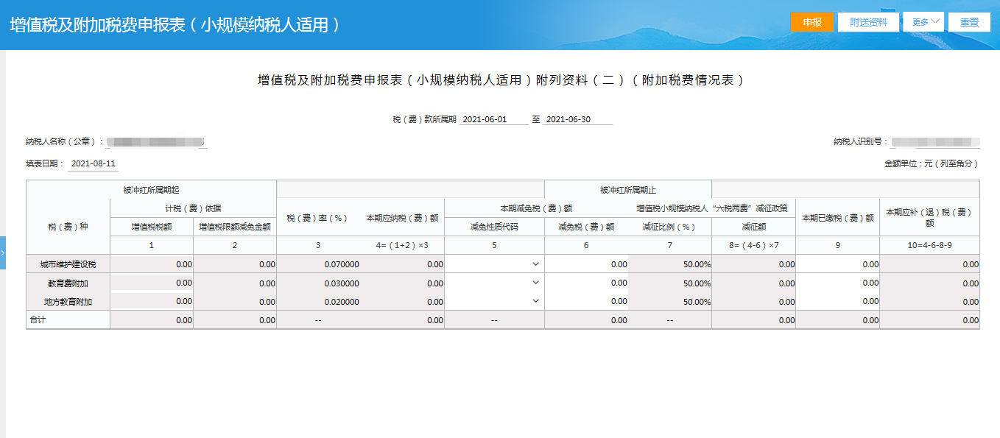 增值税及附加税费申报表（小规模纳税人适用）
申报 附送资料 更多 重置
增值税及附加税费申报表（小规模纳税人适用）附列资料（二）（附加税费情况表）
税（费）款所属期 2021-06-01 至 2021-06-30
纳税人名称（公章）： 纳税人识别号：
填表日期： 2021-08-11 金额单位：元（列至角分）
被冲红所属期起 被冲红所属期止
税（费）种 计税（费）依据 税（费）率（%） 本期应纳税（费）额 本期减免税（费）额 增值税小规模纳税人“六税两费”减征政策 本期已缴税（费）额 本期应补（退）税（费）额
增值税税额 增值税限额减免金额 减免性质代码 减免税（费）额 减征比例（%） 减征额
1 2 3 4=（1+2）×3 5 6 7 8=（4-6）×7 9 10=4-6-8-9
城市维护建设税 0.00 0.00 0.070000 0.00 0.00 50.00% 0.00 0.00 0.00
教育费附加 0.00 0.00 0.030000 0.00 0.00 50.00% 0.00 0.00 0.00
地方教育附加 0.00 0.00 0.020000 0.00 0.00 50.00% 0.00 0.00 0.00
合计 0.00 0.00 -- 0.00 -- 0.00 -- 0.00 0.00 0.00